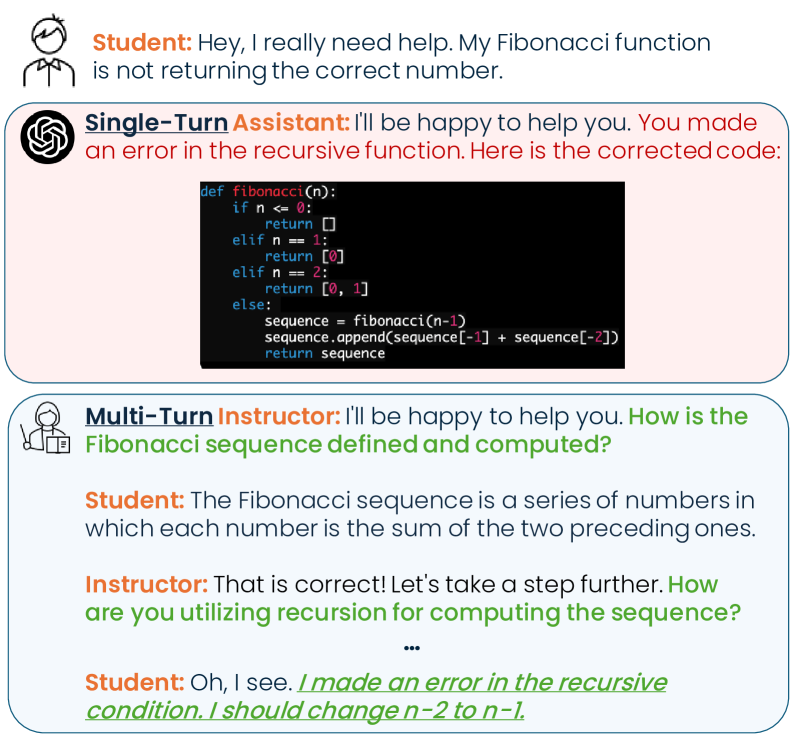 Student: Hey, I really need help. My Fibonacci function
is not returning the correct number.
Single-Turn Assistant: I'll be happy to help you. You made
an error in the recursive function. Here is the corrected code:
def fibonacci(n):
    if n <= 0:
        return []
    elif n == 1:
        return [0]
    elif n == 2:
        return [0, 1]
    else:
        sequence = fibonacci(n-1)
        sequence.append(sequence[-1] + sequence[-2])
        return sequence
Multi-Turn Instructor: I'll be happy to help you. How is the
Fibonacci sequence defined and computed?
Student: The Fibonacci sequence is a series of numbers in
which each number is the sum of the two preceding ones.
Instructor: That is correct! Let's take a step further. How
are you utilizing recursion for computing the sequence?
...
Student: Oh, I see. I made an error in the recursive
condition. I should change n-2 to n-1.